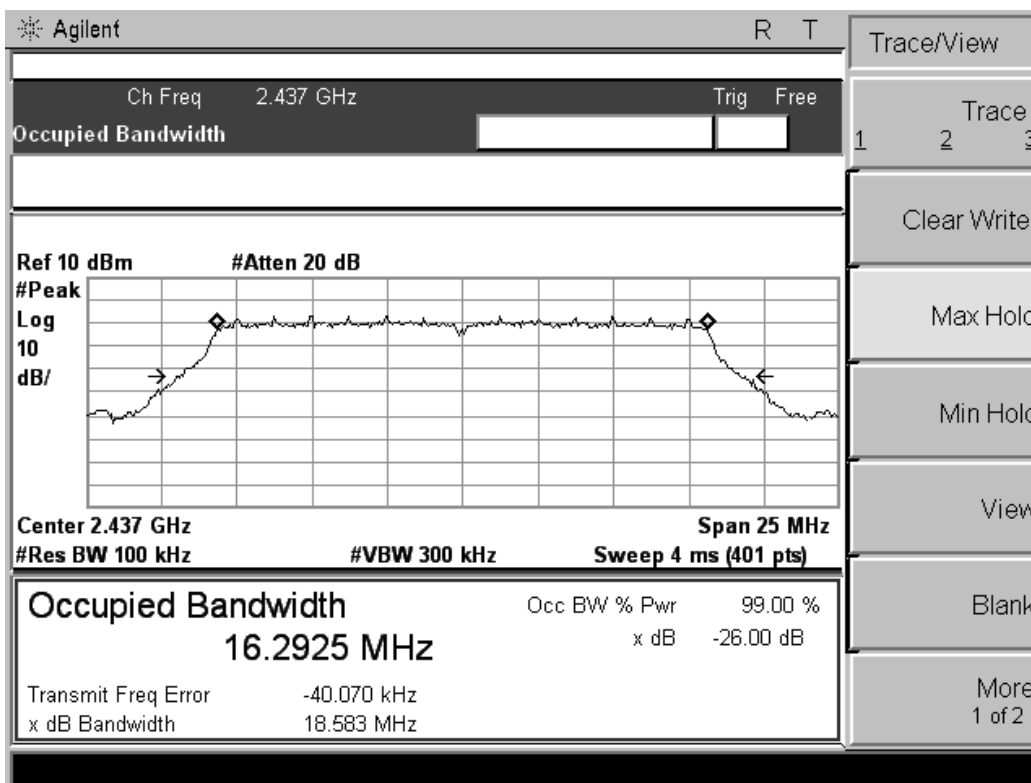 Agilent R T
Ch Freq 2.437 GHz Trig Free
Occupied Bandwidth
Ref 10 dBm #Atten 20 dB
#Peak
Log
10
dB/
Center 2.437 GHz Span 25 MHz
#Res BW 100 kHz #VBW 300 kHz Sweep 4 ms (401 pts)
Occupied Bandwidth
16.2925 MHz
Occ BW % Pwr 99.00 %
x dB -26.00 dB
Transmit Freq Error -40.070 kHz
x dB Bandwidth 18.583 MHz
Trace/View
Trace
1 2 3
Clear Write
Max Hold
Min Hold
View
Blank
More
1 of 2